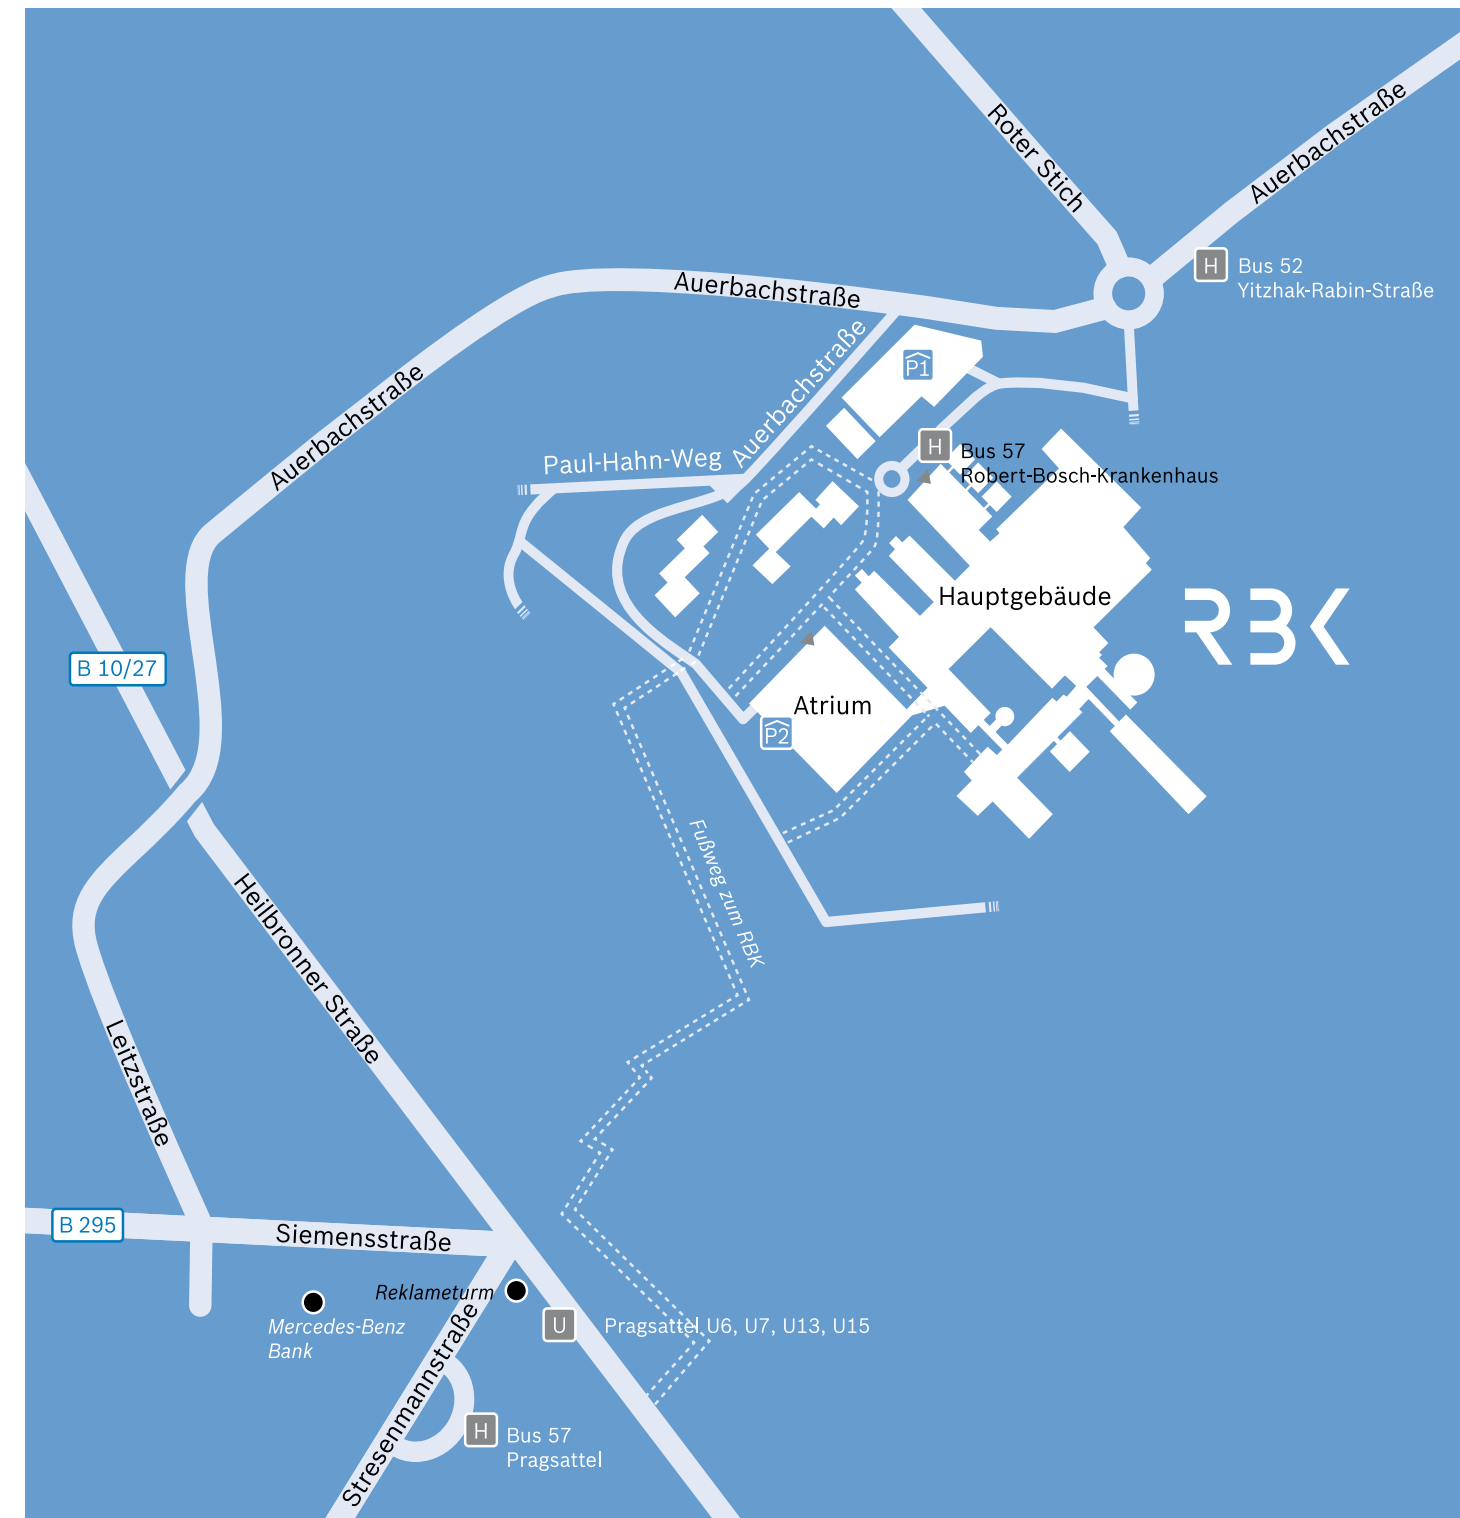 Roter Stich
Auerbachstraße
H
Bus 52
Yitzhak-Rabin-Straße
Auerbachstraße
Auerbachstraße
P1
Auerbachstraße
Paul-Hahn-Weg
H
Bus 57
Robert-Bosch-Krankenhaus
Hauptgebäude
RBK
B 10/27
Atrium
P2
Fußweg zum RBK
Heilbronner Straße
Leitzstraße
B 295
Siemensstraße
Reklameturm
Mercedes-Benz
Bank
U
Pragsattel U6, U7, U13, U15
Stresemannstraße
H
Bus 57
Pragsattel